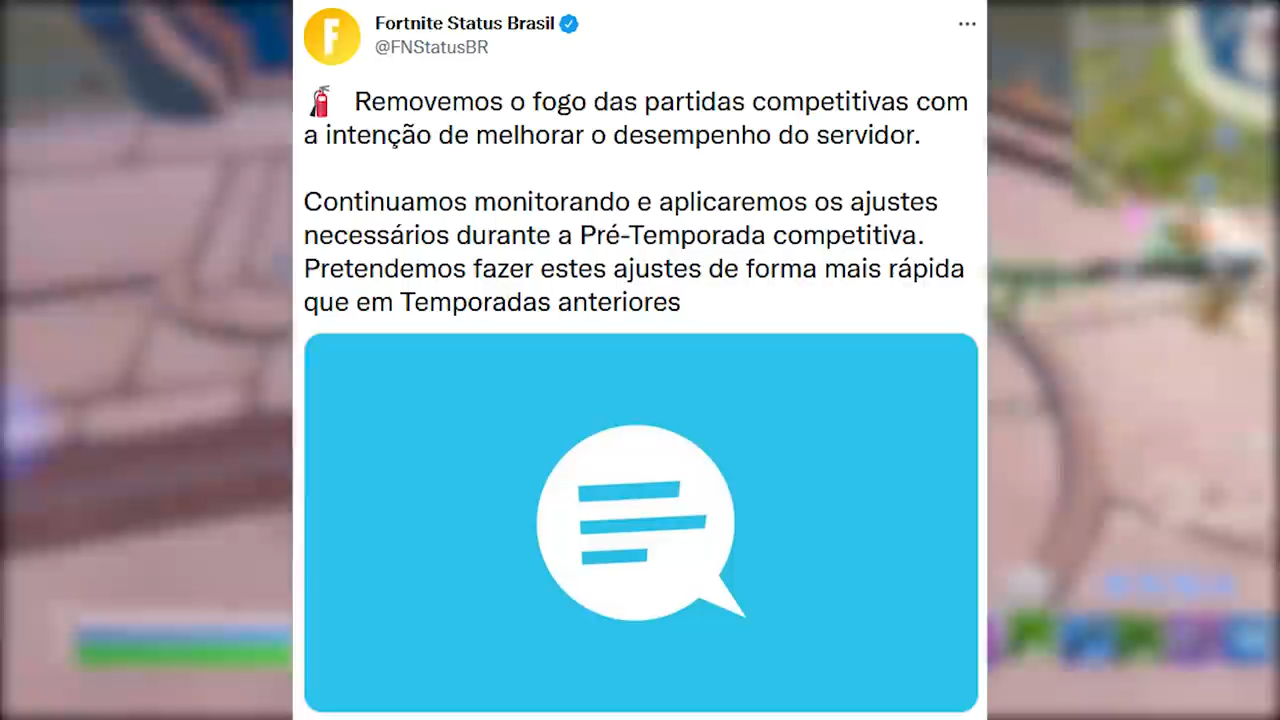 Fortnite Status Brasil
@FNStatusBR
🧯 Removemos o fogo das partidas competitivas com
a intenção de melhorar o desempenho do servidor.
Continuamos monitorando e aplicaremos os ajustes
necessários durante a Pré-Temporada competitiva.
Pretendemos fazer estes ajustes de forma mais rápida
que em Temporadas anteriores